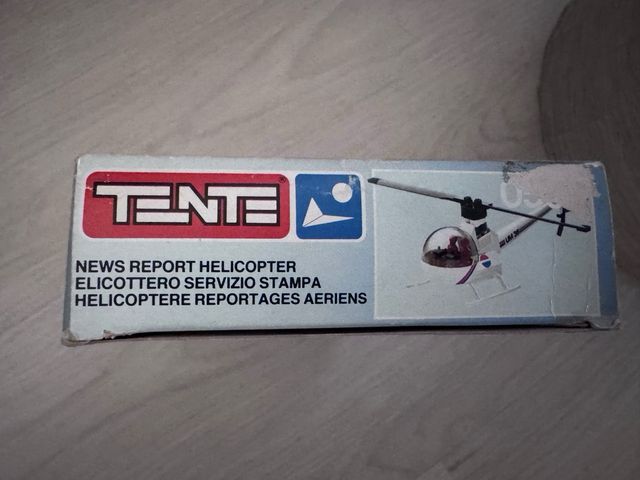 TENTE
NEWS REPORT HELICOPTER
ELICOTTERO SERVIZIO STAMPA
HELICOPTERE REPORTAGES AERIENS